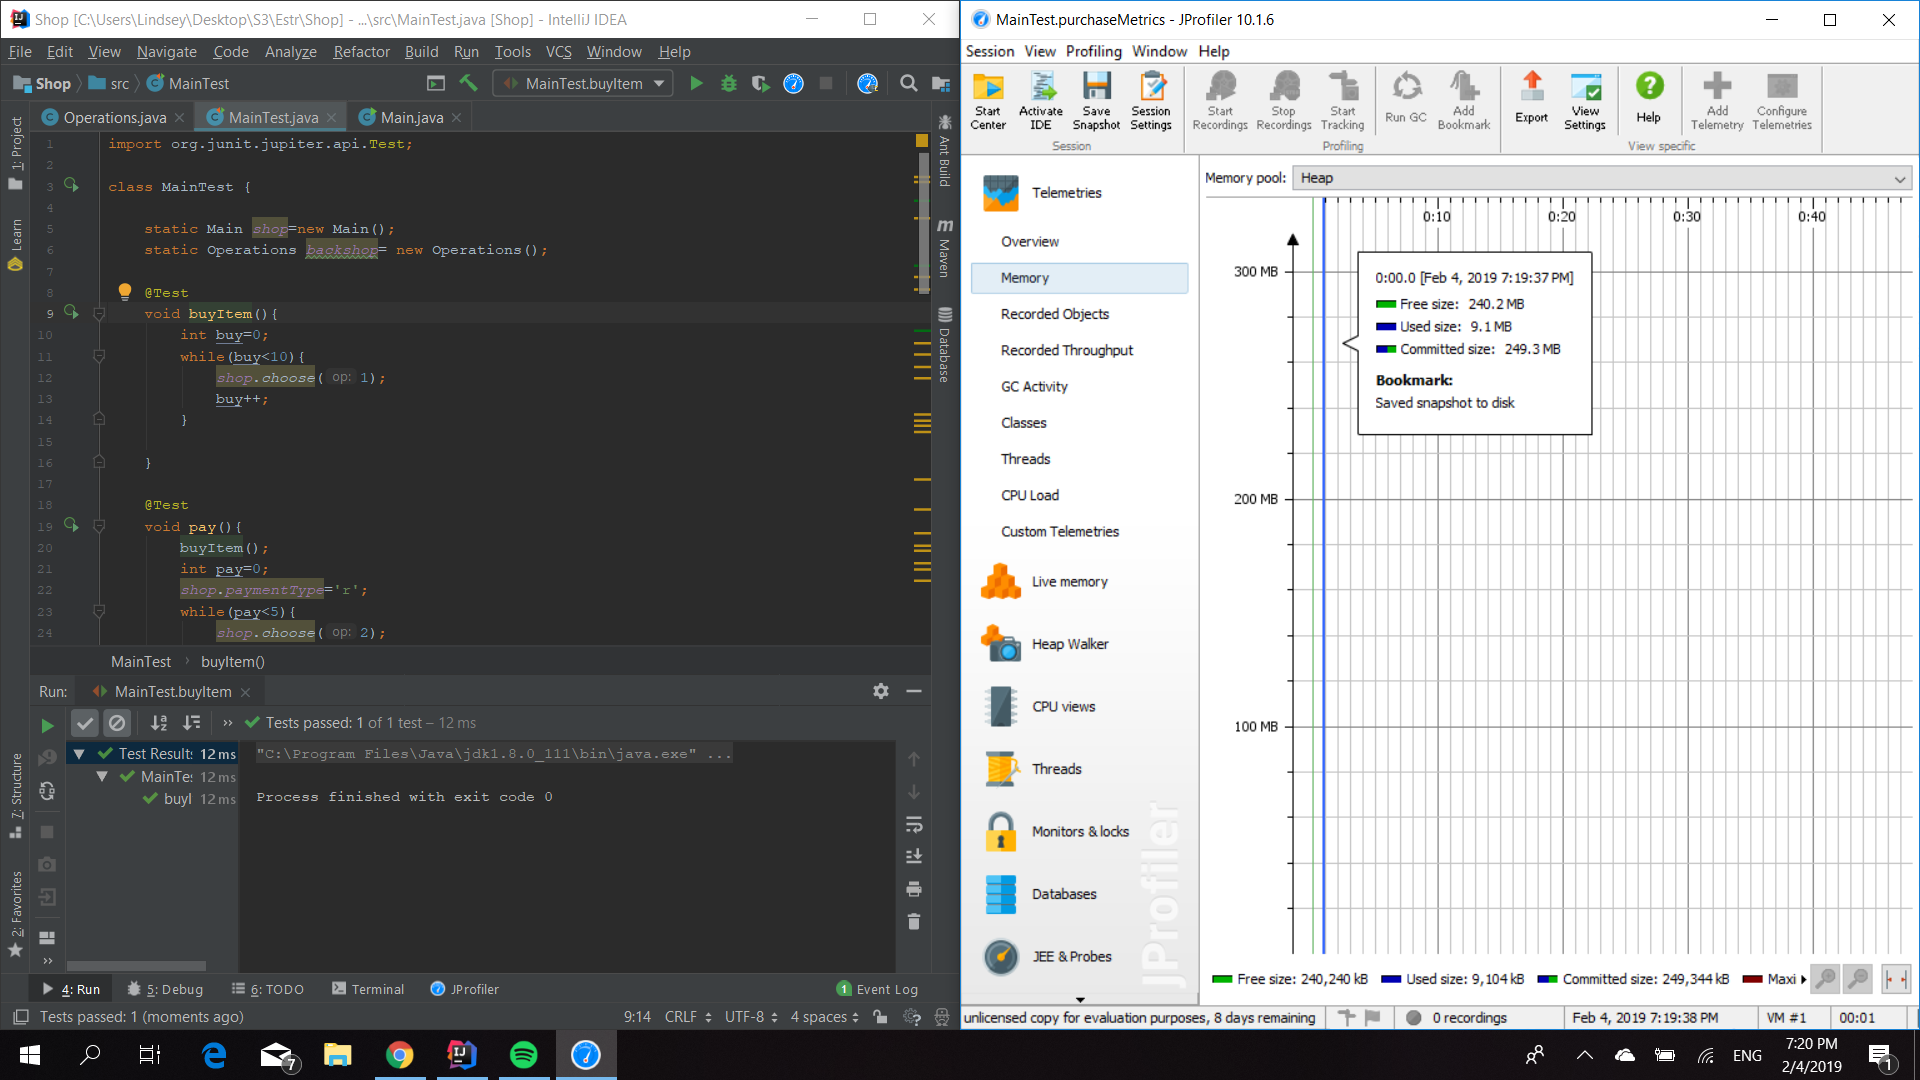 Shop [C:\Users\Lindsey\Desktop\S3\Estr\Shop] - ...\src\MainTest.java [Shop] - IntelliJ IDEA
File Edit View Navigate Code Analyze Refactor Build Run Tools VCS Window Help
Shop src MainTest MainTest.buyItem
Operations.java MainTest.java Main.java
1: Project
Learn
7: Structure
2: Favorites
1 import org.junit.jupiter.api.Test;
2
3 class MainTest {
4
5 static Main shop=new Main();
6 static Operations backshop= new Operations();
7
8 @Test
9 void buyItem(){
10 int buy=0;
11 while(buy<10){
12 shop.choose( op: 1);
13 buy++;
14 }
15
16 }
17
18 @Test
19 void pay(){
20 buyItem();
21 int pay=0;
22 shop.paymentType='r';
23 while(pay<5){
24 shop.choose( op: 2);
Ant Build
m Maven
Database
MainTest › buyItem()
Run: MainTest.buyItem
Tests passed: 1 of 1 test – 12 ms
Test Results 12 ms
MainTe: 12 ms
buyI 12 ms
"C:\Program Files\Java\jdk1.8.0_111\bin\java.exe" ...
Process finished with exit code 0
4: Run 5: Debug 6: TODO Terminal JProfiler 1 Event Log
Tests passed: 1 (moments ago) 9:14 CRLF UTF-8 4 spaces
MainTest.purchaseMetrics - JProfiler 10.1.6
Session View Profiling Window Help
Start Center
Activate IDE
Save Snapshot
Session Settings
Start Recordings
Stop Recordings
Start Tracking
Run GC
Add Bookmark
Export
View Settings
Help
Add Telemetry
Configure Telemetries
Session Profiling View specific
Telemetries
Overview
Memory
Recorded Objects
Recorded Throughput
GC Activity
Classes
Threads
CPU Load
Custom Telemetries
Live memory
Heap Walker
CPU views
Threads
Monitors & locks
Databases
JEE & Probes
JProfiler
Memory pool: Heap
0:10 0:20 0:30 0:40
300 MB
200 MB
100 MB
0:00.0 [Feb 4, 2019 7:19:37 PM]
Free size: 240.2 MB
Used size: 9.1 MB
Committed size: 249.3 MB
Bookmark:
Saved snapshot to disk
Free size: 240,240 kB Used size: 9,104 kB Committed size: 249,344 kB Maxi
unlicensed copy for evaluation purposes, 8 days remaining 0 recordings Feb 4, 2019 7:19:38 PM VM #1 00:01
7 ENG 7:20 PM 1
2/4/2019